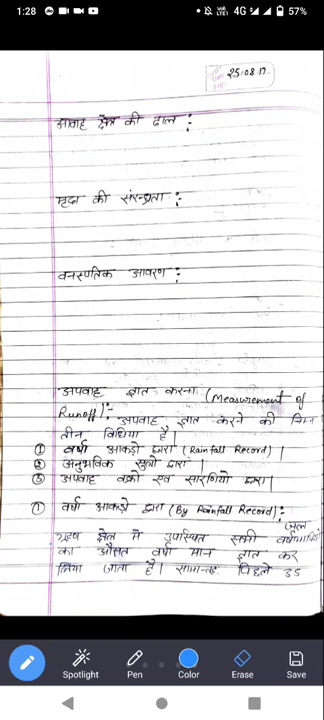 1:28
4G
57%
25.08.17.
आवाह क्षेत्र की ढाल :
मृदा की संरन्ध्रता :
वनस्पतिक आवरण :
अपवाह ज्ञात करना (Measurement of
Runoff):- अपवाह ज्ञात करने की निम्न
तीन विधिया है।
① वर्षा आकड़ो द्वारा (Rainfall Record) |
② अनुभविक सूत्रो द्वारा |
③ अपवाह वक्रो एवं सारणियो द्वारा |
① वर्षा आकड़ो द्वारा (By Rainfall Record): जल
ग्रहण क्षेत्र मे उपस्थित सभी वर्षामापियो
का औसत वर्षा मान ज्ञात कर
लिया जाता है। सामान्यतः पिछले 35
Spotlight
Pen
Color
Erase
Save